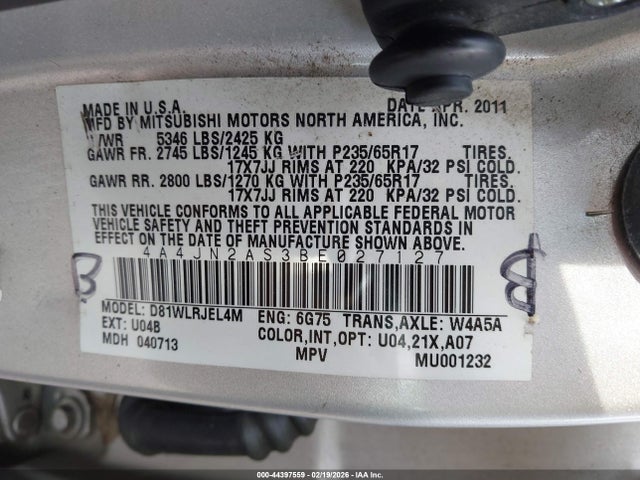 MADE IN U.S.A. DATE APR. 2011
MFD BY MITSUBISHI MOTORS NORTH AMERICA, INC.
/WR 5346 LBS/2425 KG
GAWR FR. 2745 LBS/1245 KG WITH P235/65R17 TIRES,
17X7JJ RIMS AT 220 KPA/32 PSI COLD.
GAWR RR. 2800 LBS/1270 KG WITH P235/65R17 TIRES,
17X7JJ RIMS AT 220 KPA/32 PSI COLD.
THIS VEHICLE CONFORMS TO ALL APPLICABLE FEDERAL MOTOR
VEHICLE SAFETY AND THEFT PREVENTION STANDARDS IN
EFFECT ON THE DATE OF MANUFACTURE SHOWN ABOVE.
4A4JN2AS3BE027127
B B
MODEL: D81WLRJEL4M ENG: 6G75 TRANS,AXLE: W4A5A
EXT: U04B COLOR,INT,OPT: U04,21X,A07
MDH 040713 MPV MU001232
000-44397559 - 02/19/2026 - IAA Inc.